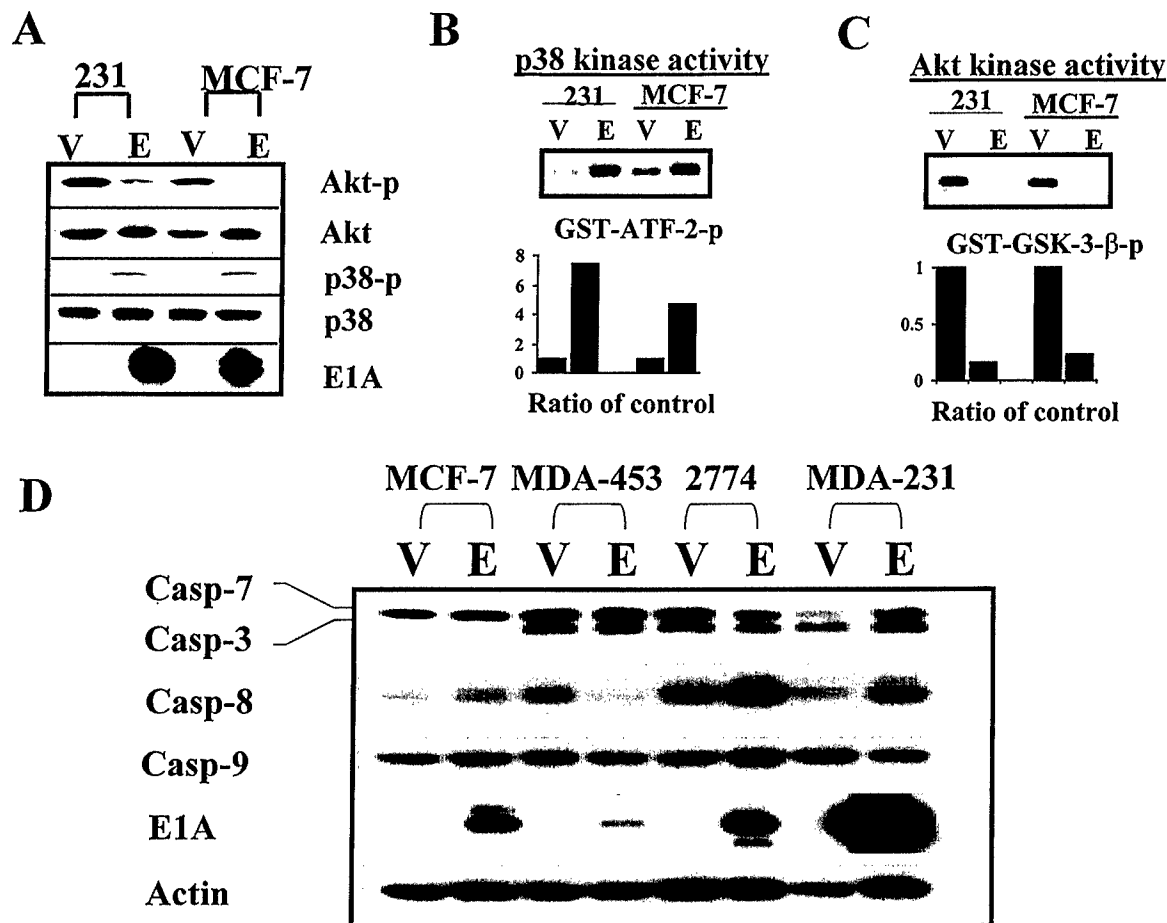 A
231 MCF-7
V E V E
Akt-p
Akt
p38-p
p38
E1A
B
p38 kinase activity
231 MCF-7
V E V E
GST-ATF-2-p
8
6
4
2
0
Ratio of control
C
Akt kinase activity
231 MCF-7
V E V E
GST-GSK-3-β-p
1
0.5
0
Ratio of control
D
MCF-7 MDA-453 2774 MDA-231
V E V E V E V E
Casp-7
Casp-3
Casp-8
Casp-9
E1A
Actin